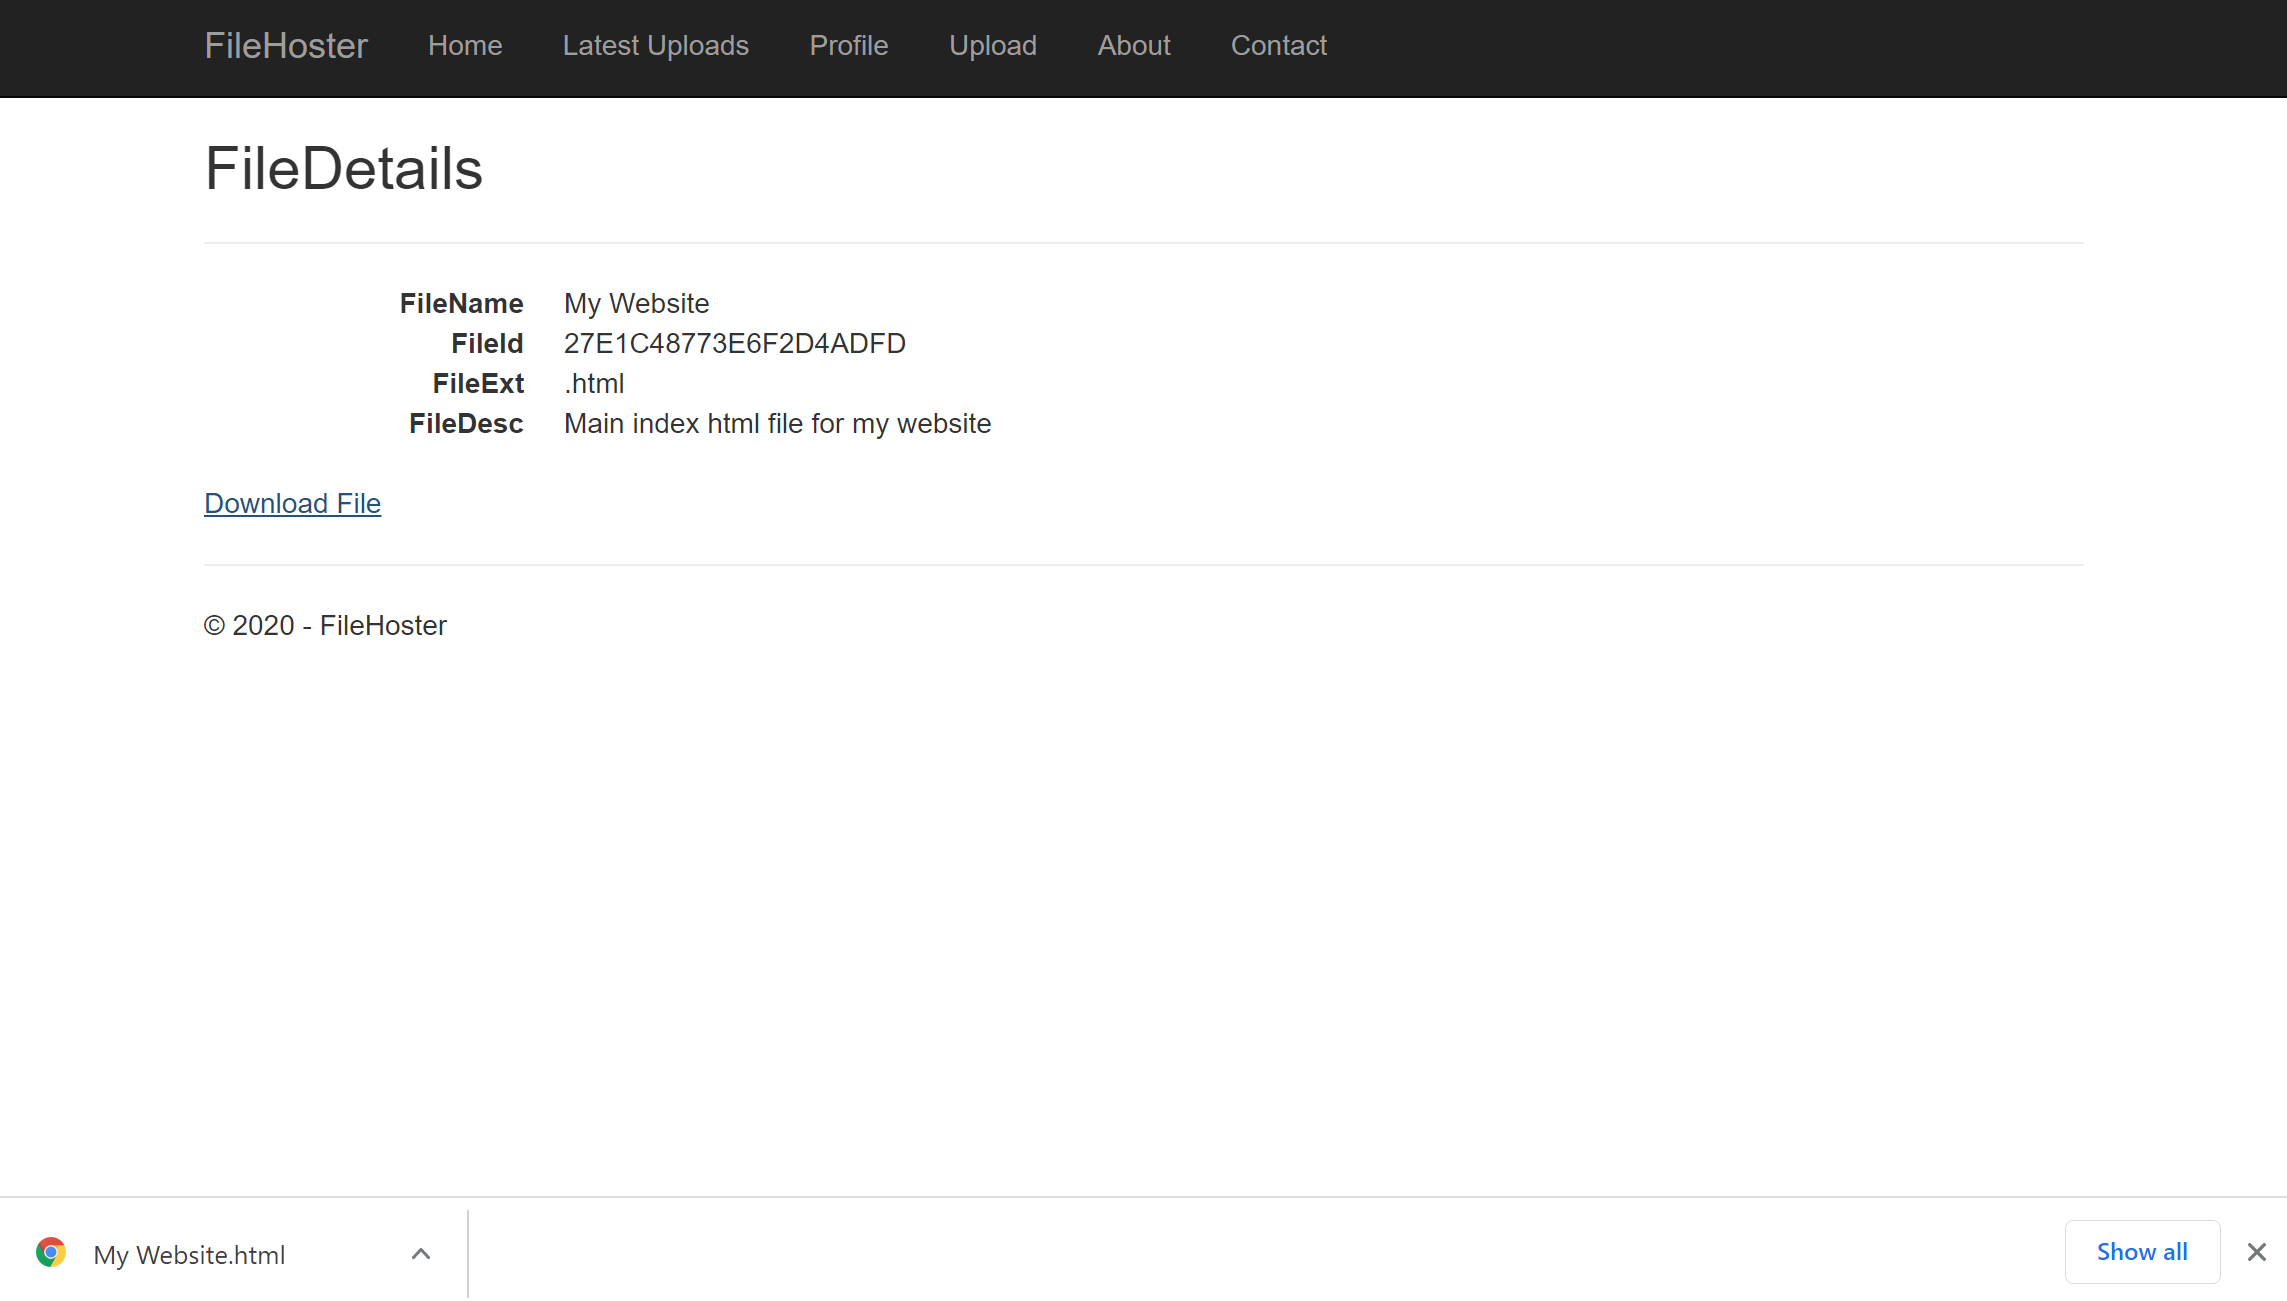 FileHoster Home Latest Uploads Profile Upload About Contact
FileDetails
FileName My Website
FileId 27E1C48773E6F2D4ADFD
FileExt .html
FileDesc Main index html file for my website
Download File
© 2020 - FileHoster
My Website.html Show all